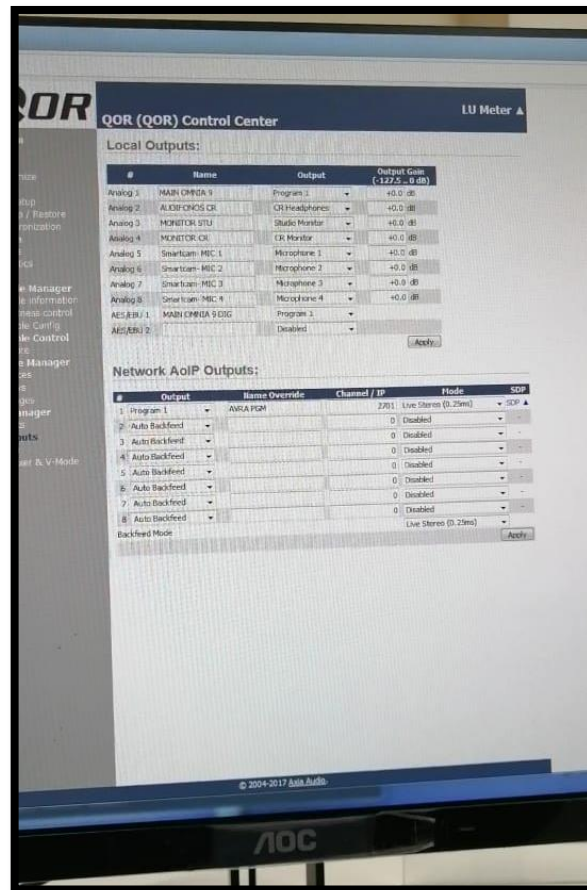 QOR
LU Meter ▲
QOR (QOR) Control Center
Local Outputs:
# Name Output Output Gain (-127.5 .. 0 dB)
Analog 1 MAIN OMNIA 9 Program 1 +0.0 dB
Analog 2 AUDIFONOS CR CR Headphones +0.0 dB
Analog 3 MONITOR STU Studio Monitor +0.0 dB
Analog 4 MONITOR CR CR Monitor +0.0 dB
Analog 5 Smartcam- MIC 1 Microphone 1 +0.0 dB
Analog 6 Smartcam- MIC 2 Microphone 2 +0.0 dB
Analog 7 Smartcam- MIC 3 Microphone 3 +0.0 dB
Analog 8 Smartcam- MIC 4 Microphone 4 +0.0 dB
AES/EBU 1 MAIN OMNIA 9 DIG Program 1
AES/EBU 2 Disabled
Apply
Network AoIP Outputs:
# Output Name Override Channel / IP Mode SDP
1 Program 1 AVRA PGM 2701 Live Stereo (0.25ms) SDP ▲
2 Auto Backfeed 0 Disabled -
3 Auto Backfeed 0 Disabled -
4 Auto Backfeed 0 Disabled -
5 Auto Backfeed 0 Disabled -
6 Auto Backfeed 0 Disabled -
7 Auto Backfeed 0 Disabled -
8 Auto Backfeed 0 Disabled -
Backfeed Mode Live Stereo (0.25ms)
Apply
/ Restore
Manager
information
control
Config
Control
Manager
& V-Mode
© 2004-2017 Axia Audio.
AOC